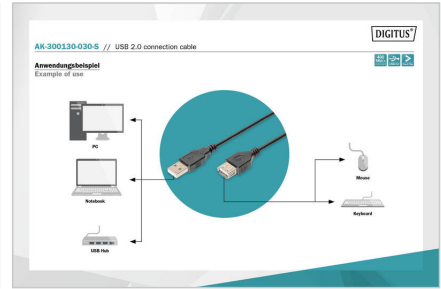 DIGITUS®
AK-300130-030-S // USB 2.0 connection cable
Anwendungsbeispiel
Example of use
PC
Notebook
USB Hub
Mouse
Keyboard